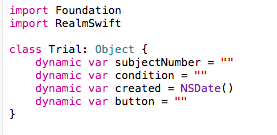 import Foundation
import RealmSwift

class Trial: Object {
    dynamic var subjectNumber = ""
    dynamic var condition = ""
    dynamic var created = NSDate()
    dynamic var button = ""
}